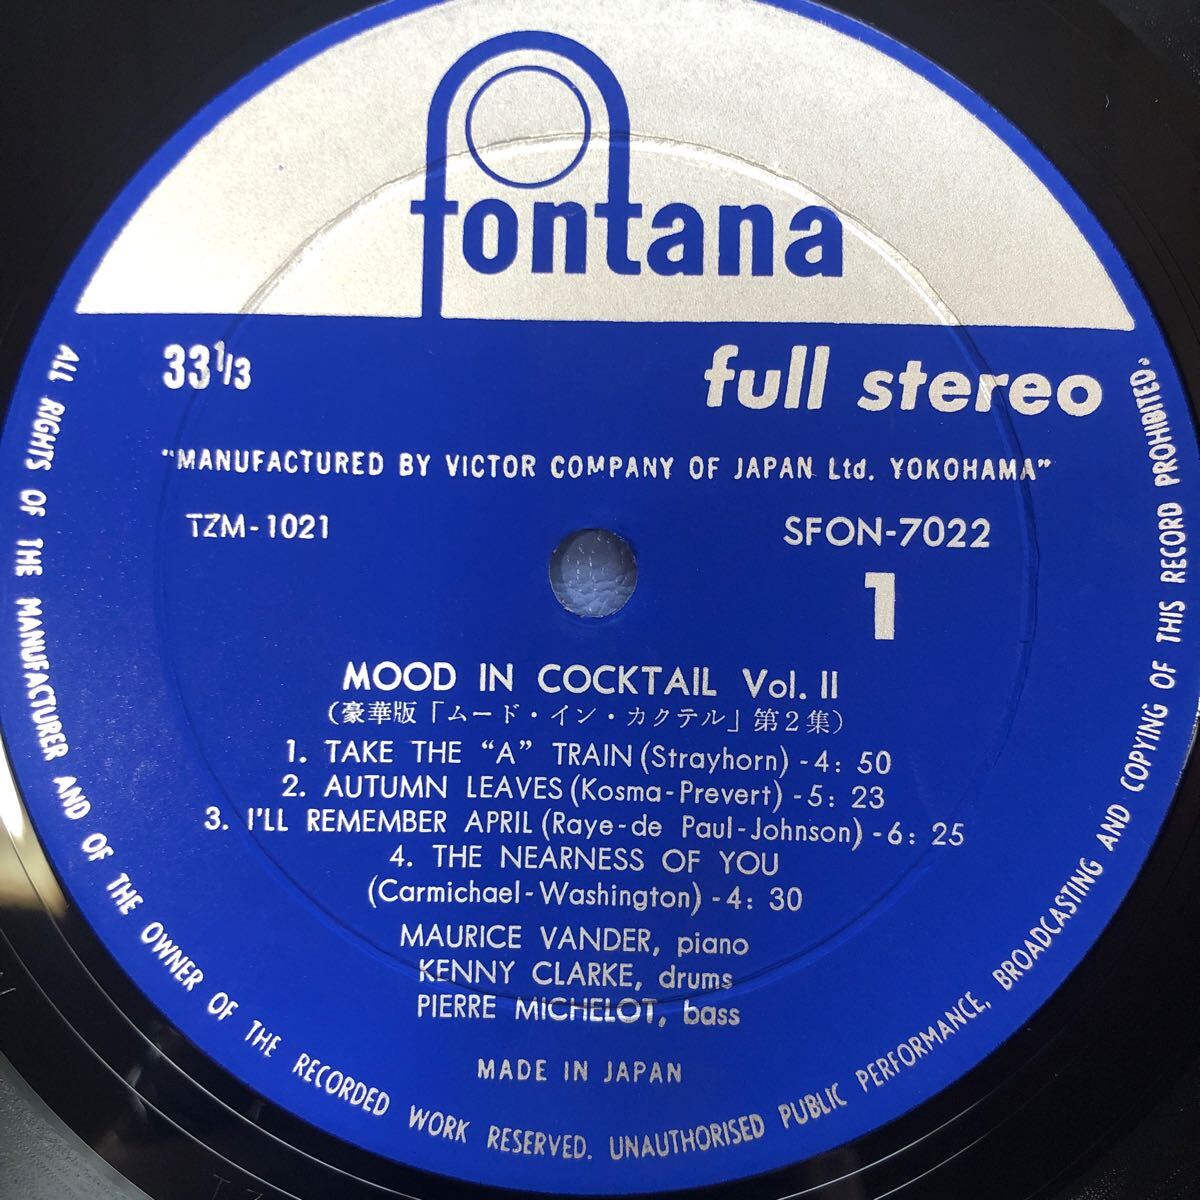 fontana
33 1/3
full stereo
"MANUFACTURED BY VICTOR COMPANY OF JAPAN Ltd. YOKOHAMA"
TZM-1021
SFON-7022
1
MOOD IN COCKTAIL Vol. II
(豪華版「ムード・イン・カクテル」第2集)
1. TAKE THE "A" TRAIN (Strayhorn) - 4: 50
2. AUTUMN LEAVES (Kosma-Prevert) - 5: 23
3. I'LL REMEMBER APRIL (Raye-de Paul-Johnson) - 6: 25
4. THE NEARNESS OF YOU
(Carmichael-Washington) - 4: 30
MAURICE VANDER, piano
KENNY CLARKE, drums
PIERRE MICHELOT, bass
MADE IN JAPAN
ALL RIGHTS OF THE MANUFACTURER AND OF THE OWNER OF THE RECORDED WORK RESERVED. UNAUTHORISED PUBLIC PERFORMANCE, BROADCASTING AND COPYING OF THIS RECORD PROHIBITED.